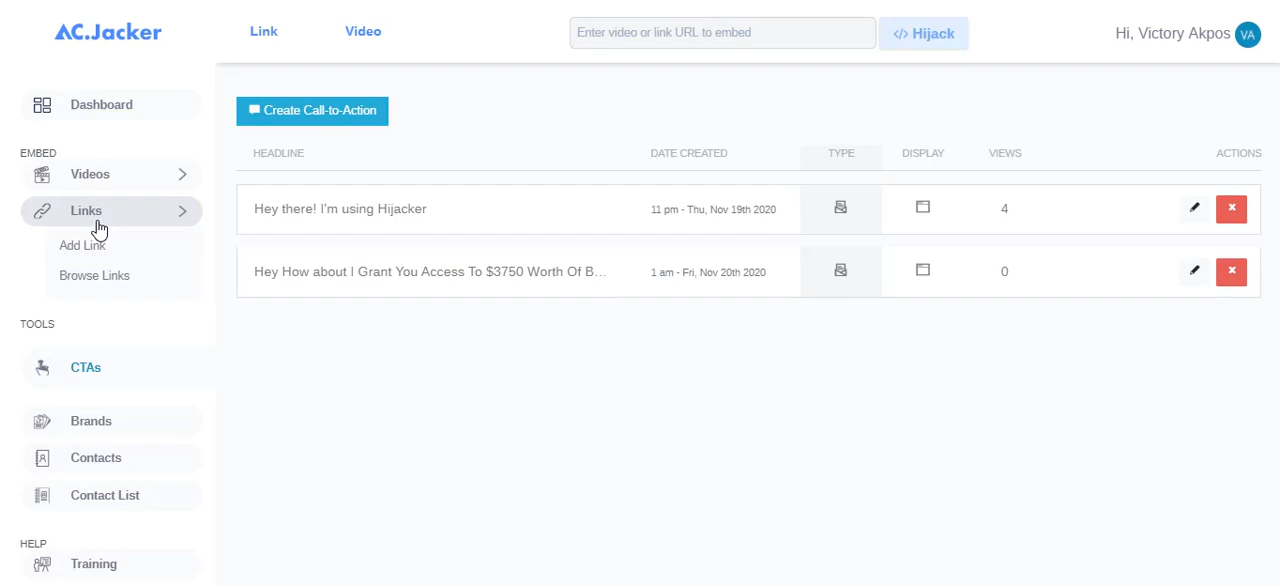 AC.Jacker
Link
Video
Enter video or link URL to embed
</> Hijack
Hi, Victory Akpos
VA
Dashboard
EMBED
Videos
Links
Add Link
Browse Links
TOOLS
CTAs
Brands
Contacts
Contact List
HELP
Training
Create Call-to-Action
HEADLINE DATE CREATED TYPE DISPLAY VIEWS ACTIONS
Hey there! I'm using Hijacker 11 pm - Thu, Nov 19th 2020 4
Hey How about I Grant You Access To $3750 Worth Of B... 1 am - Fri, Nov 20th 2020 0